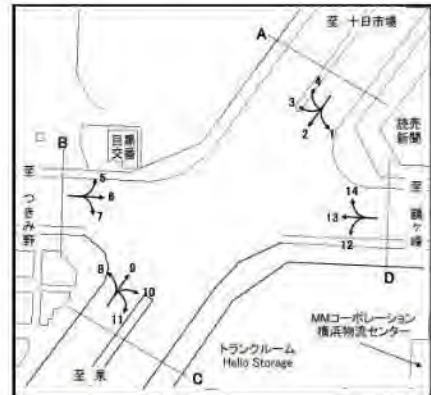 至 十日市場
A
4
3
2
1
読売
新聞
目黒
交番
B
至
つきみ野
5
6
7
14
13
12
至
鶴ヶ峰
D
8
9
10
11
MMコーポレーション
横浜物流センター
トランクルーム
Hello Storage
至 泉
C